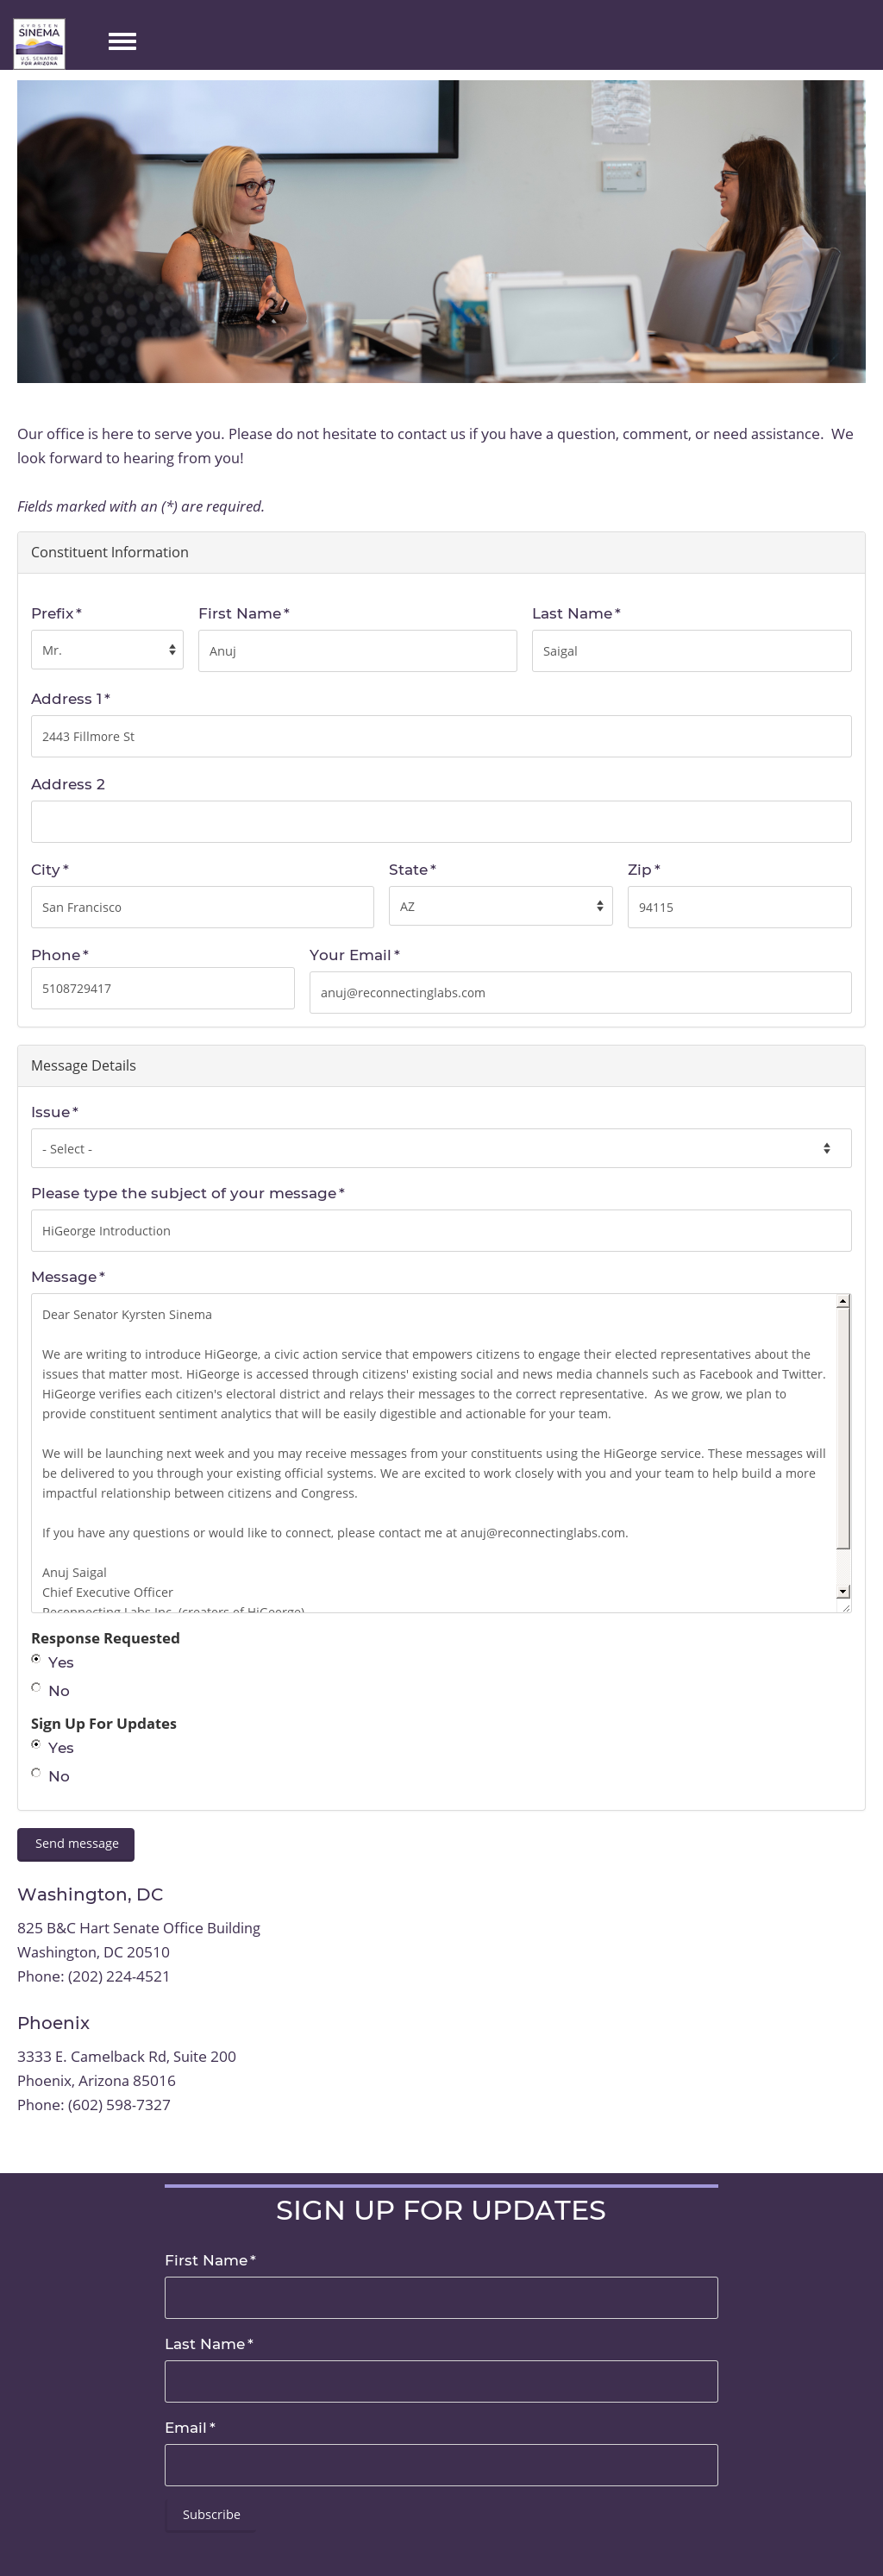 KYRSTEN
SINEMA
U.S. SENATOR
FOR ARIZONA
Our office is here to serve you. Please do not hesitate to contact us if you have a question, comment, or need assistance.  We
look forward to hearing from you!
Fields marked with an (*) are required.
Constituent Information
Prefix *
First Name *
Last Name *
Mr.
Anuj
Saigal
Address 1 *
2443 Fillmore St
Address 2
City *
State *
Zip *
San Francisco
AZ
94115
Phone *
Your Email *
5108729417
anuj@reconnectinglabs.com
Message Details
Issue *
- Select -
Please type the subject of your message *
HiGeorge Introduction
Message *
Dear Senator Kyrsten Sinema
We are writing to introduce HiGeorge, a civic action service that empowers citizens to engage their elected representatives about the
issues that matter most. HiGeorge is accessed through citizens' existing social and news media channels such as Facebook and Twitter.
HiGeorge verifies each citizen's electoral district and relays their messages to the correct representative.  As we grow, we plan to
provide constituent sentiment analytics that will be easily digestible and actionable for your team.
We will be launching next week and you may receive messages from your constituents using the HiGeorge service. These messages will
be delivered to you through your existing official systems. We are excited to work closely with you and your team to help build a more
impactful relationship between citizens and Congress.
If you have any questions or would like to connect, please contact me at anuj@reconnectinglabs.com.
Anuj Saigal
Chief Executive Officer
Reconnecting Labs Inc. (creators of HiGeorge)
Response Requested
Yes
No
Sign Up For Updates
Yes
No
Send message
Washington, DC
825 B&C Hart Senate Office Building
Washington, DC 20510
Phone: (202) 224-4521
Phoenix
3333 E. Camelback Rd, Suite 200
Phoenix, Arizona 85016
Phone: (602) 598-7327
SIGN UP FOR UPDATES
First Name *
Last Name *
Email *
Subscribe